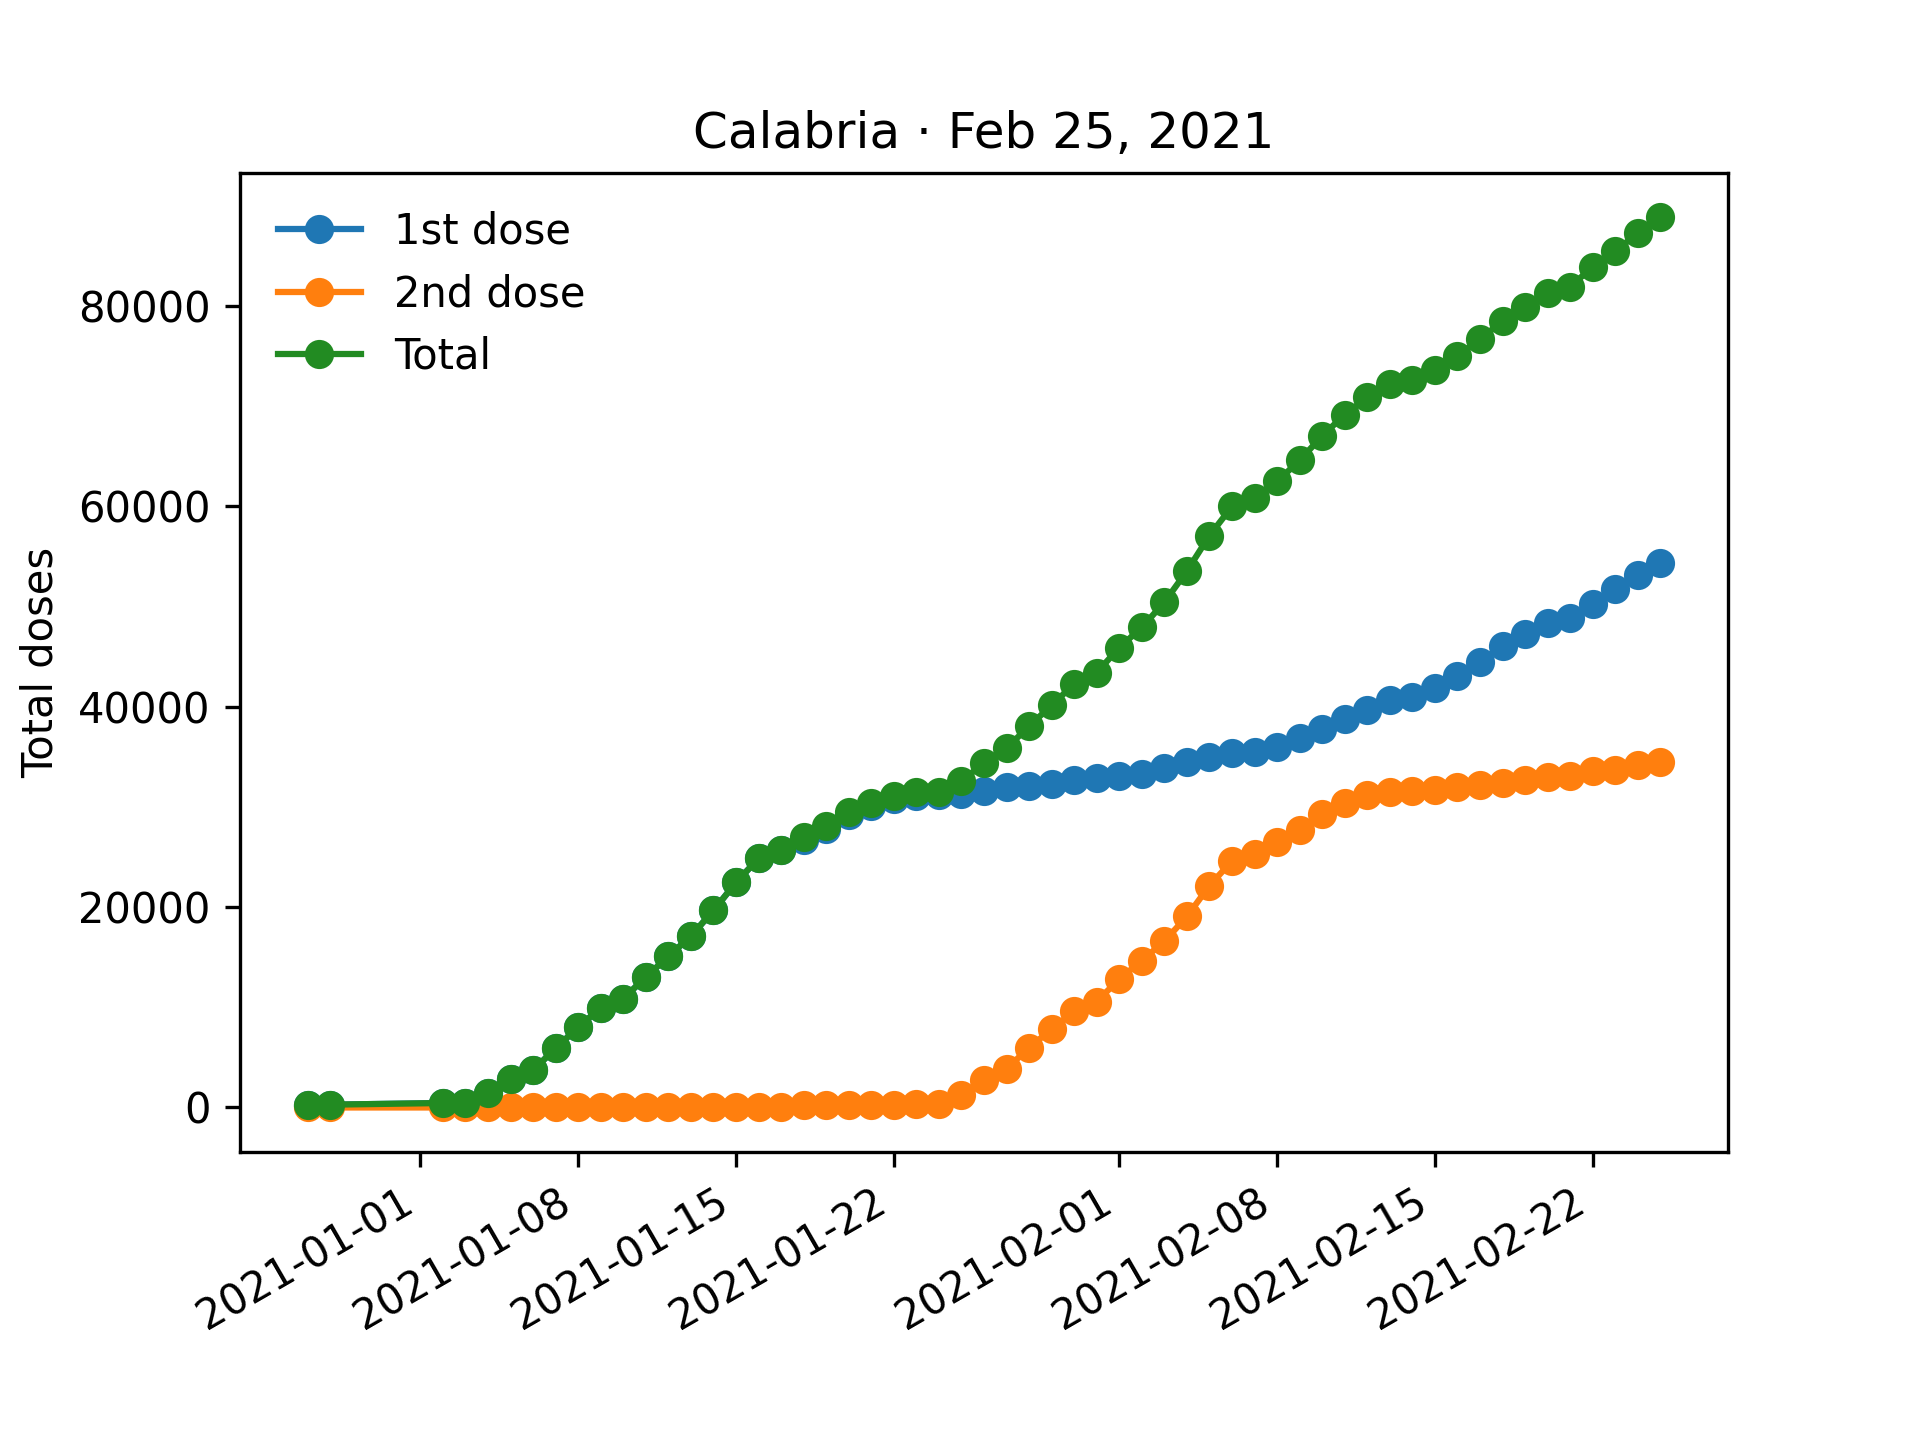 Calabria · Feb 25, 2021
1st dose
2nd dose
Total
Total doses
80000
60000
40000
20000
0
2021-01-01
2021-01-08
2021-01-15
2021-01-22
2021-02-01
2021-02-08
2021-02-15
2021-02-22